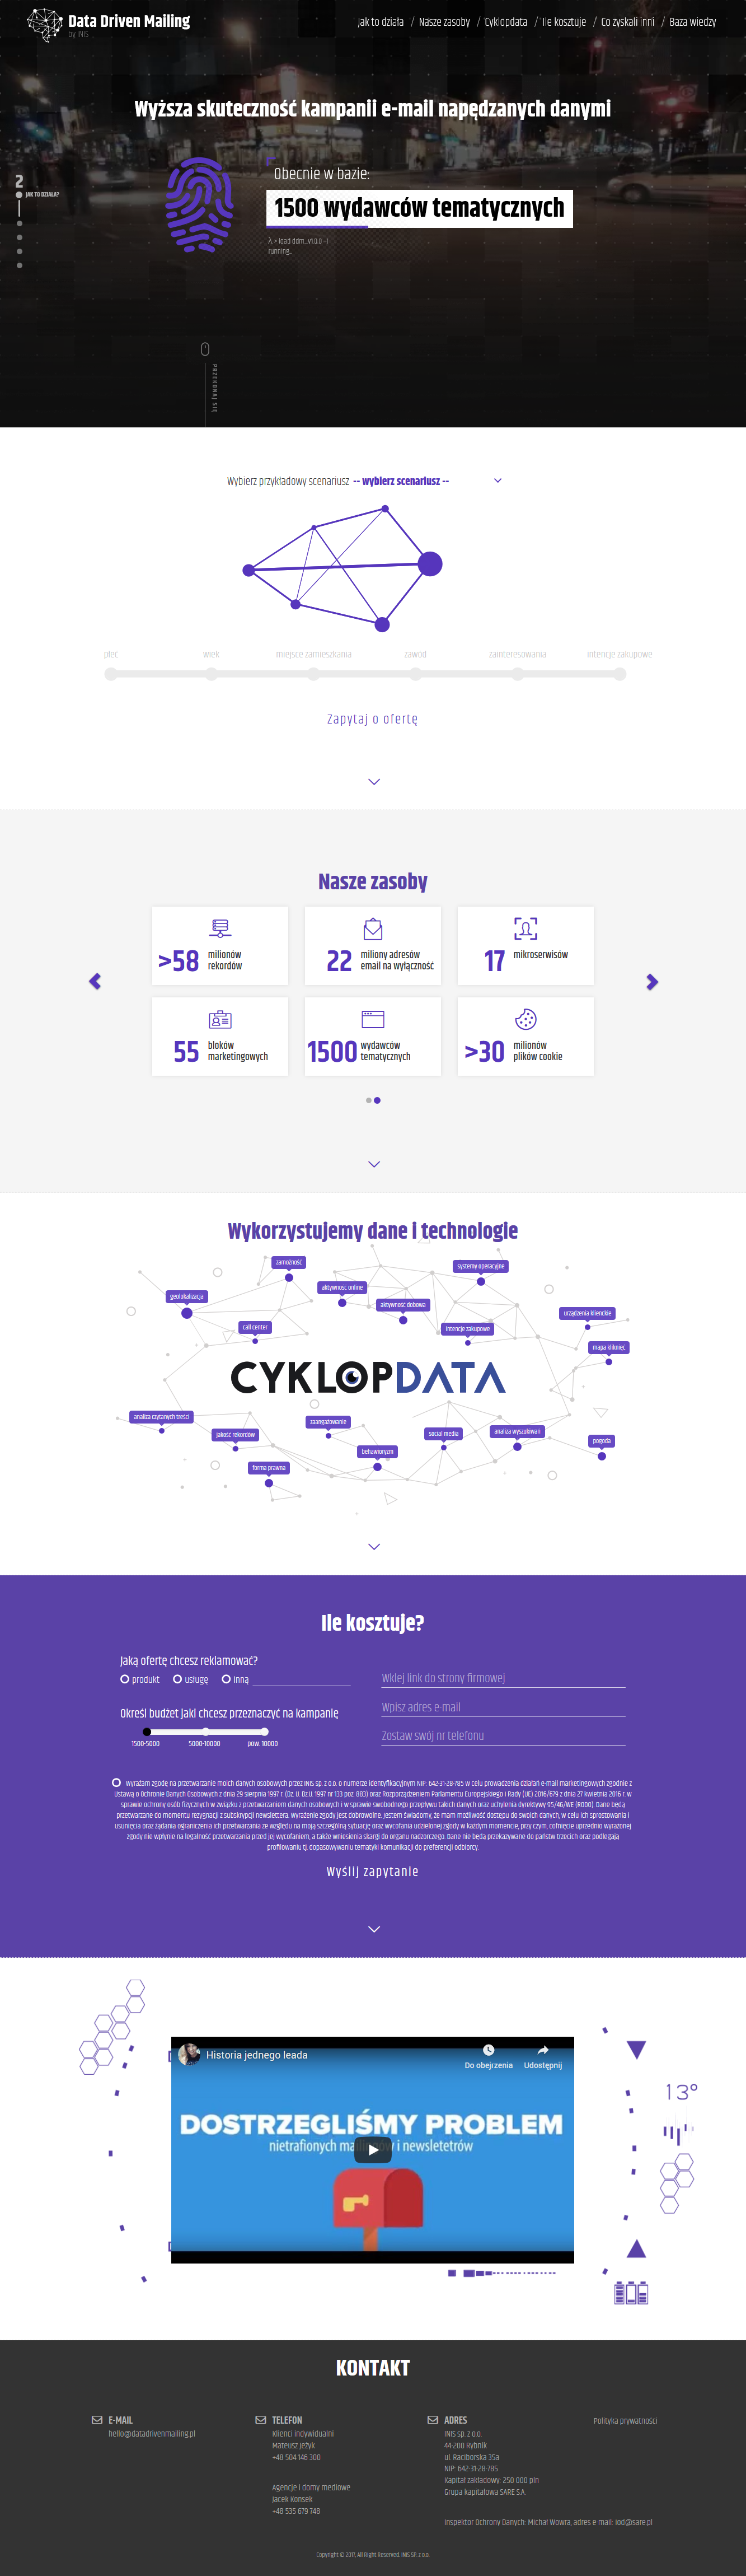 Data Driven Mailing
by INIS
Jak to działa / Nasze zasoby / Cyklopdata / Ile kosztuje / Co zyskali inni / Baza wiedzy
Wyższa skuteczność kampanii e-mail napędzanych danymi
2
JAK TO DZIAŁA?
Obecnie w bazie:
1500 wydawców tematycznych
λ > load ddm_v1.0.0 -i
running...
PRZEKONAJ SIĘ
Wybierz przykładowy scenariusz -- wybierz scenariusz --
płeć
wiek
miejsce zamieszkania
zawód
zainteresowania
intencje zakupowe
Zapytaj o ofertę
Nasze zasoby
>58 milionów rekordów
22 miliony adresów email na wyłączność
17 mikroserwisów
55 bloków marketingowych
1500 wydawców tematycznych
>30 milionów plików cookie
Wykorzystujemy dane i technologie
zamożność
systemy operacyjne
aktywność online
geolokalizacja
aktywność dobowa
urządzenia klienckie
call center
intencje zakupowe
mapa kliknięć
CYKLOPDATA
analiza czytanych treści
zaangażowanie
jakość rekordów
social media
analiza wyszukiwań
pogoda
behawioryzm
forma prawna
Ile kosztuje?
Jaką ofertę chcesz reklamować?
produkt
usługę
inną
Określ budżet jaki chcesz przeznaczyć na kampanię
1500-5000
5000-10000
pow. 10000
Wklej link do strony firmowej
Wpisz adres e-mail
Zostaw swój nr telefonu
Wyrażam zgodę na przetwarzanie moich danych osobowych przez INIS sp. z o.o. o numerze identyfikacyjnym NIP: 642-31-28-785 w celu prowadzenia działań e-mail marketingowych zgodnie z
Ustawą o Ochronie Danych Osobowych z dnia 29 sierpnia 1997 r. (Dz. U. Dz.U. 1997 nr 133 poz. 883) oraz Rozporządzeniem Parlamentu Europejskiego i Rady (UE) 2016/679 z dnia 27 kwietnia 2016 r. w
sprawie ochrony osób fizycznych w związku z przetwarzaniem danych osobowych i w sprawie swobodnego przepływu takich danych oraz uchylenia dyrektywy 95/46/WE (RODO). Dane będą
przetwarzane do momentu rezygnacji z subskrypcji newslettera. Wyrażenie zgody jest dobrowolne. Jestem świadomy, że mam możliwość dostępu do swoich danych, w celu ich sprostowania i
usunięcia oraz żądania ograniczenia ich przetwarzania ze względu na moją szczególną sytuację oraz wycofania udzielonej zgody w każdym momencie, przy czym, cofnięcie uprzednio wyrażonej
zgody nie wpłynie na legalność przetwarzania przed jej wycofaniem, a także wniesienia skargi do organu nadzorczego. Dane nie będą przekazywane do państw trzecich oraz podlegają
profilowaniu tj. dopasowywaniu tematyki komunikacji do preferencji odbiorcy.
Wyślij zapytanie
Historia jednego leada
Do obejrzenia
Udostępnij
DOSTRZEGLIŚMY PROBLEM
nietrafionych mailingów i newsletetrów
13°
KONTAKT
E-MAIL
hello@datadrivenmailing.pl
TELEFON
Klienci indywidualni
Mateusz Jeżyk
+48 504 146 300
Agencje i domy mediowe
Jacek Konsek
+48 535 679 748
ADRES
INIS sp. z o.o.
44-200 Rybnik
ul. Raciborska 35a
NIP: 642-31-28-785
Kapitał zakładowy: 250 000 pln
Grupa kapitałowa SARE S.A.
Inspektor Ochrony Danych: Michał Wowra, adres e-mail: iod@sare.pl
Polityka prywatności
Copyright © 2017, All Right Reserved. INIS SP. z o.o.